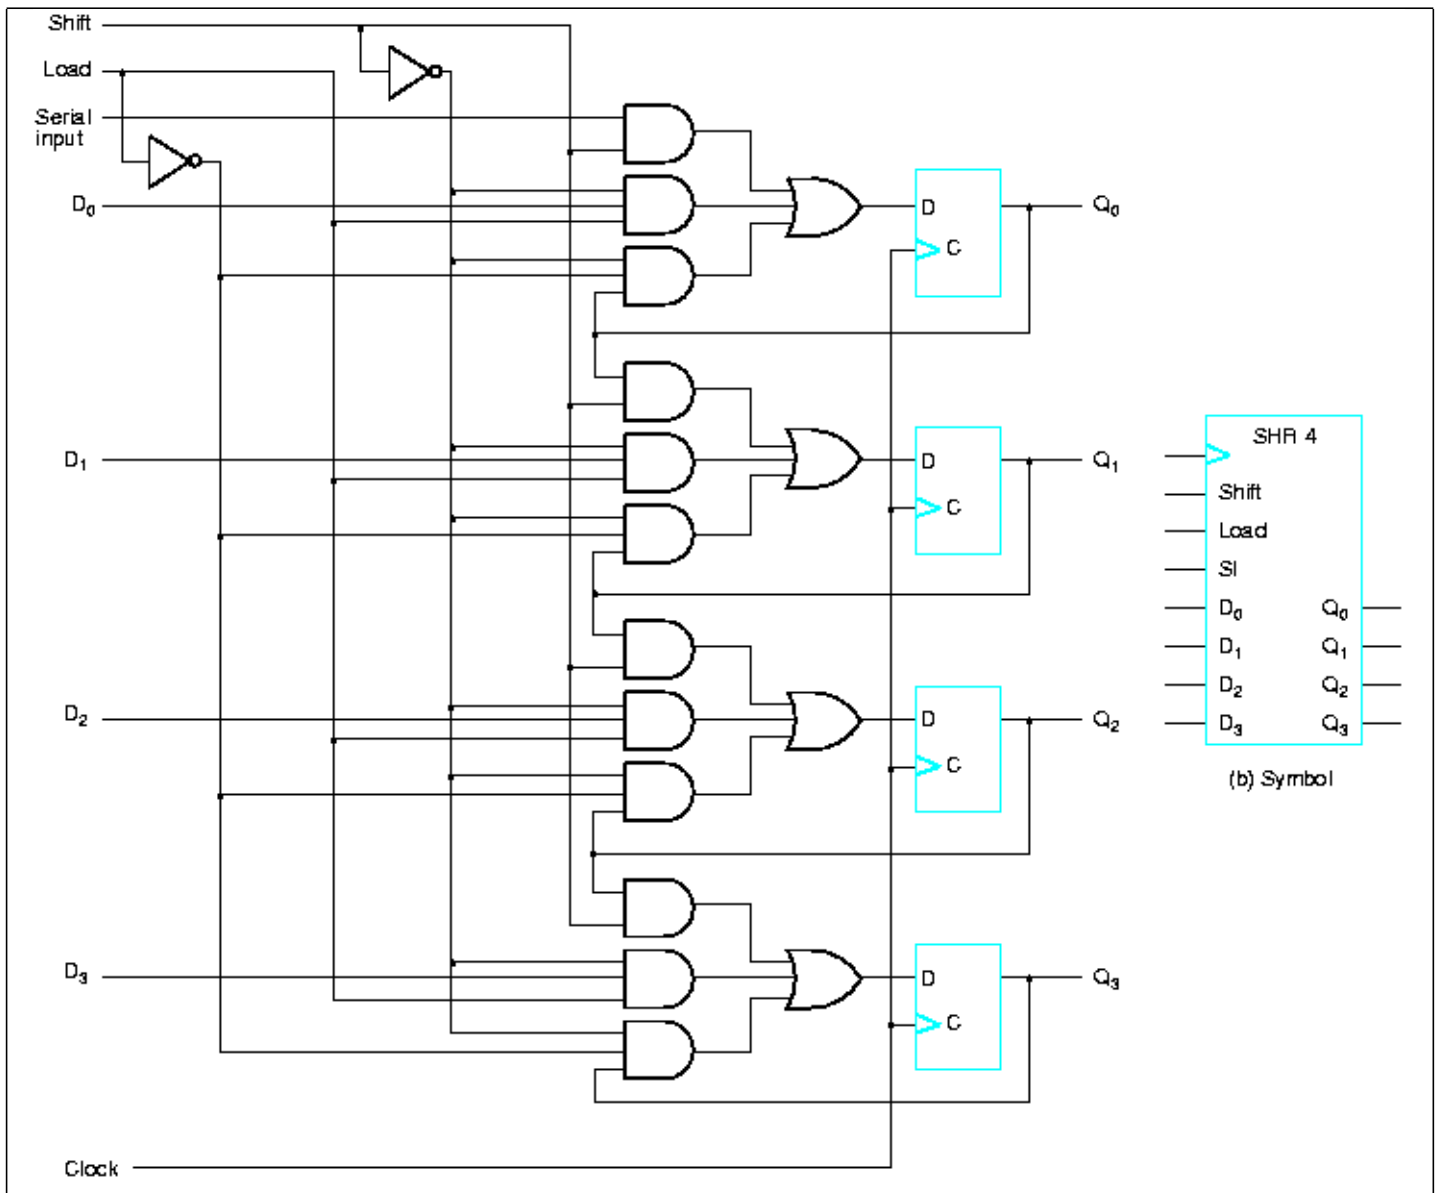 Shift
Load
Serial
input
D₀
D
Q₀
C
D₁
D
Q₁
C
D₂
D
Q₂
C
D₃
D
Q₃
C
Clock
SHR 4
Shift
Load
SI
D₀ Q₀
D₁ Q₁
D₂ Q₂
D₃ Q₃
(b) Symbol